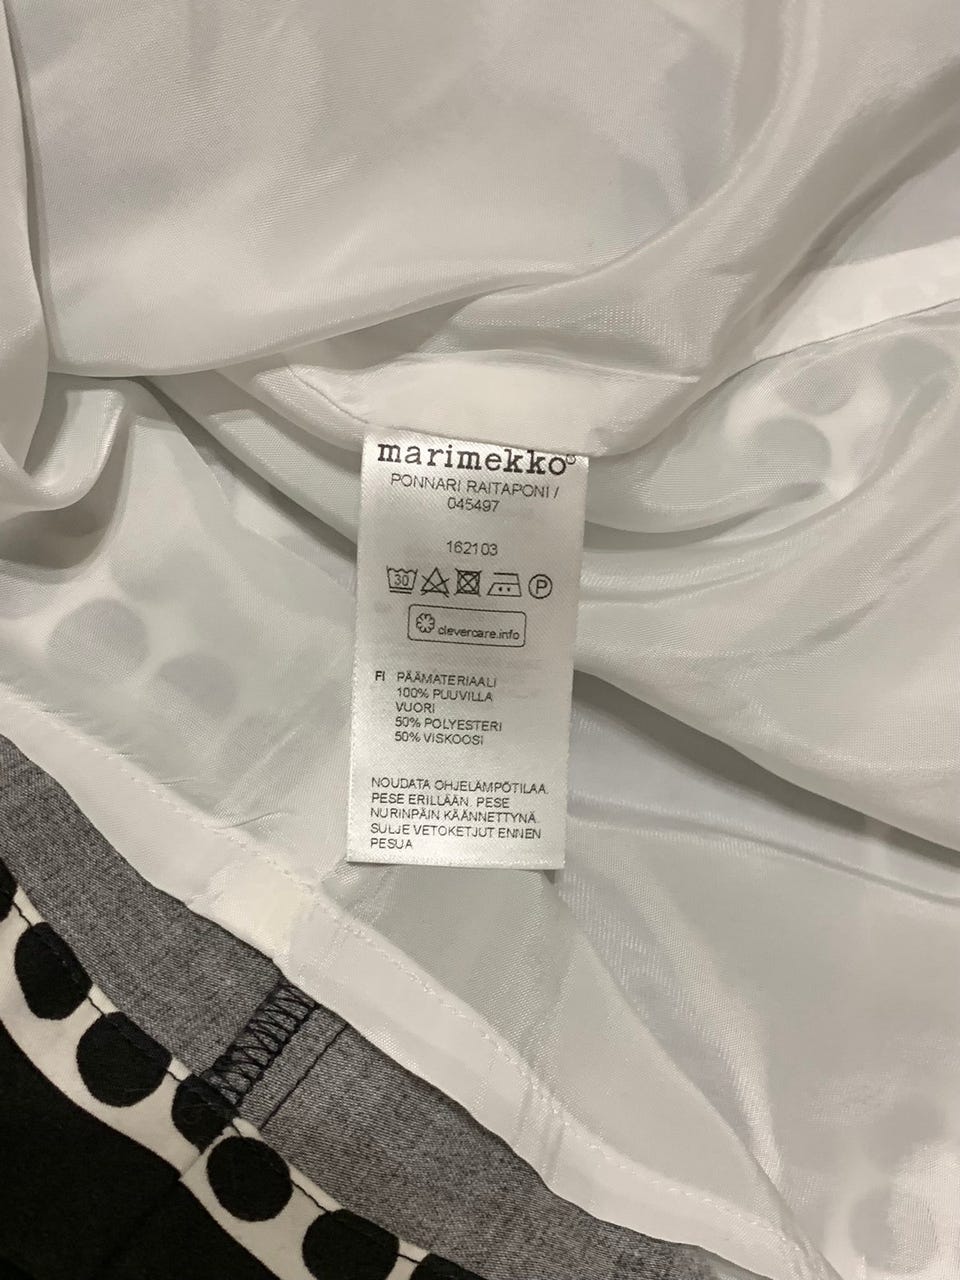 marimekko®
PONNARI RAITAPONI /
045497
162103
30 P
clevercare.info
FI PÄÄMATERIAALI
100% PUUVILLA
VUORI
50% POLYESTERI
50% VISKOOSI
NOUDATA OHJELÄMPÖTILAA.
PESE ERILLÄÄN. PESE
NURINPÄIN KÄÄNNETTYNÄ.
SULJE VETOKETJUT ENNEN
PESUA